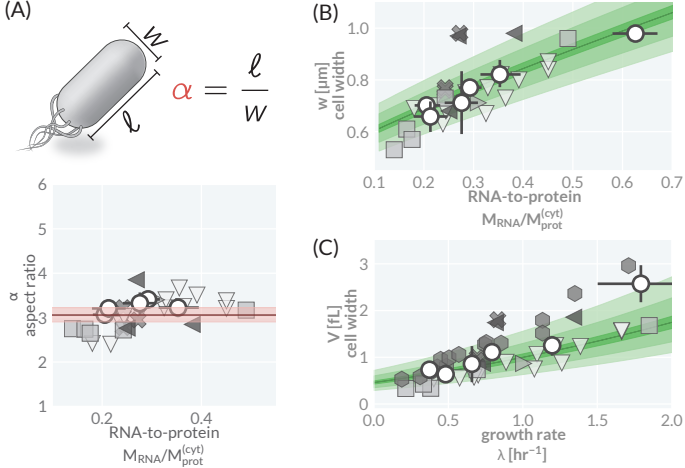 (A)
w
ℓ
α = ℓ / w
6
5
4
3
2
1
α
aspect ratio
0.2 0.4
RNA-to-protein
M_RNA/M_prot^(cyt)
(B)
1.0
0.8
0.6
w [µm]
cell width
0.1 0.2 0.3 0.4 0.5 0.6 0.7
RNA-to-protein
M_RNA/M_prot^(cyt)
(C)
3
2
1
0
V [fL]
cell width
0.0 0.5 1.0 1.5 2.0
growth rate
λ [hr⁻¹]